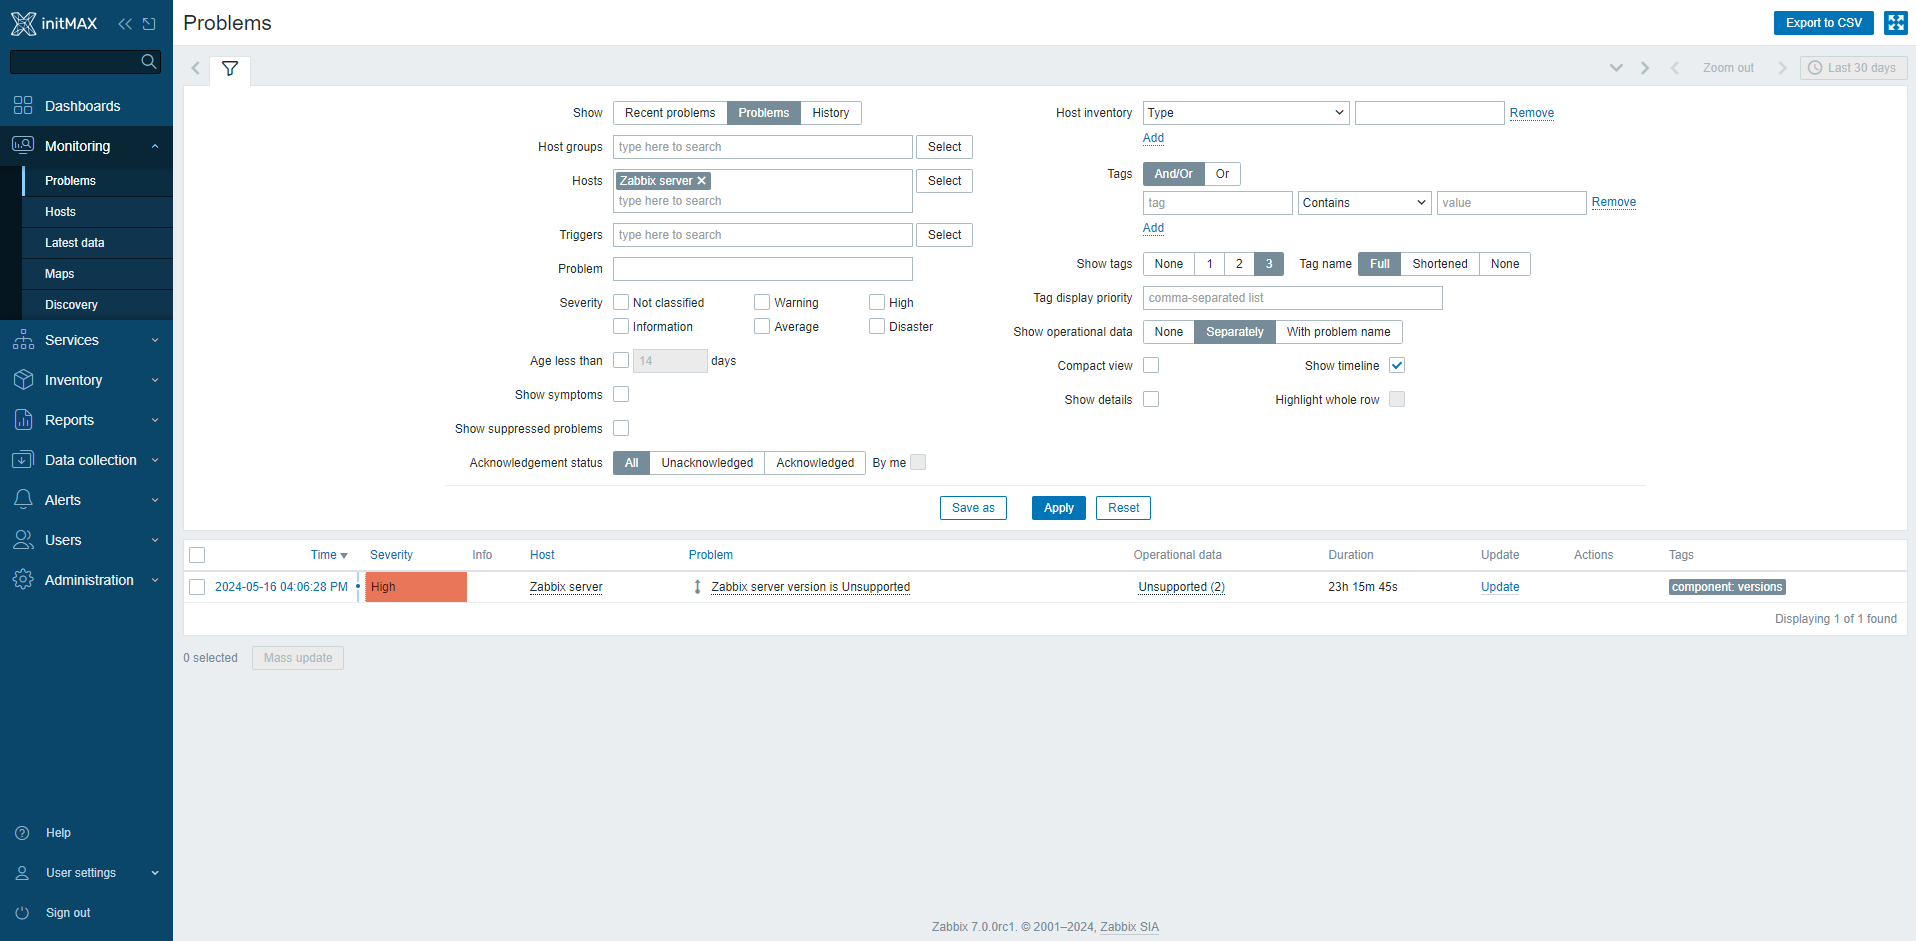 initMAX
Problems
Export to CSV
Zoom out
Last 30 days
Dashboards
Monitoring
Problems
Hosts
Latest data
Maps
Discovery
Services
Inventory
Reports
Data collection
Alerts
Users
Administration
Help
User settings
Sign out
Show Recent problems Problems History
Host groups type here to search Select
Hosts Zabbix server Select
type here to search
Triggers type here to search Select
Problem
Severity Not classified Warning High
Information Average Disaster
Age less than 14 days
Show symptoms
Show suppressed problems
Acknowledgement status All Unacknowledged Acknowledged By me
Host inventory Type Remove
Add
Tags And/Or Or
tag Contains value Remove
Add
Show tags None 1 2 3 Tag name Full Shortened None
Tag display priority comma-separated list
Show operational data None Separately With problem name
Compact view Show timeline
Show details Highlight whole row
Save as Apply Reset
Time Severity Info Host Problem Operational data Duration Update Actions Tags
2024-05-16 04:06:28 PM High Zabbix server Zabbix server version is Unsupported Unsupported (2) 23h 15m 45s Update component: versions
Displaying 1 of 1 found
0 selected Mass update
Zabbix 7.0.0rc1. © 2001–2024, Zabbix SIA